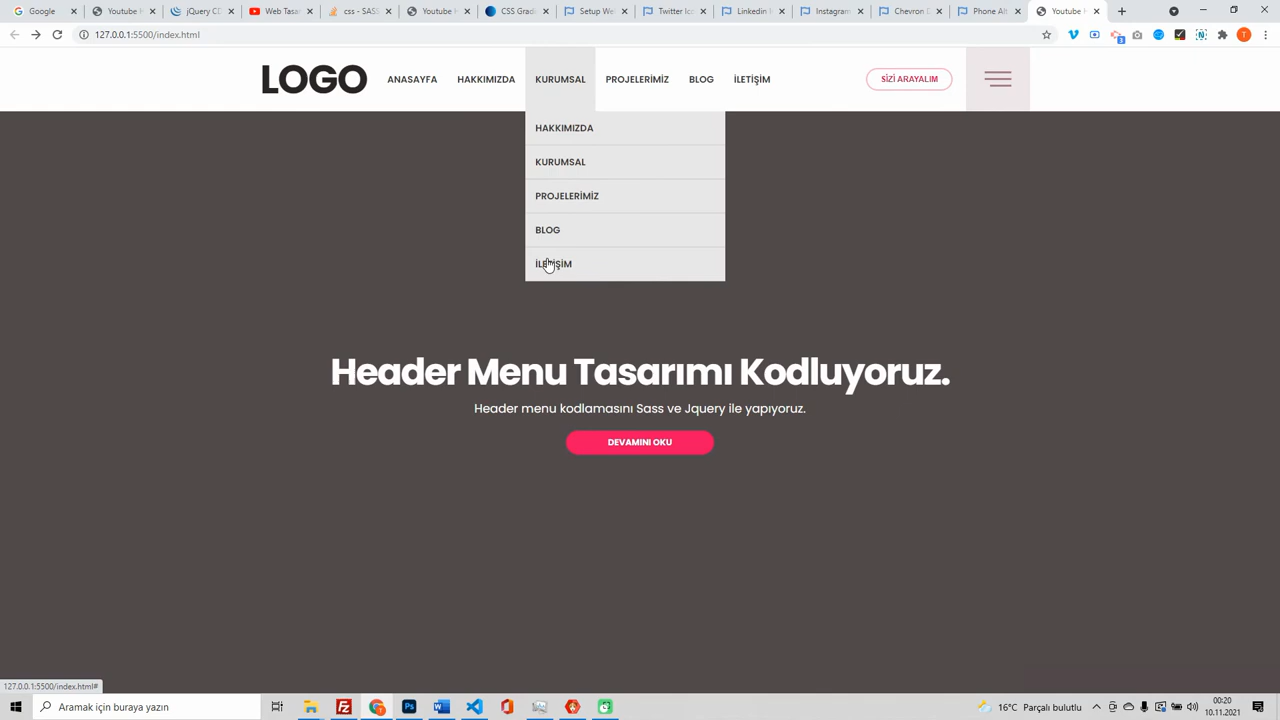 Google
Youtube H
jQuery CD
Web Tasar
css - SASS
Youtube H
CSS Gradi
Setup Web
Twitter Ico
Linkedin I
Instagram
Chevron D
Phone Alt
Youtube H
127.0.0.1:5500/index.html
3
T
LOGO
ANASAYFA
HAKKIMIZDA
KURUMSAL
PROJELERİMİZ
BLOG
İLETİŞİM
SİZİ ARAYALIM
HAKKIMIZDA
KURUMSAL
PROJELERİMİZ
BLOG
İLETİŞİM
Header Menu Tasarımı Kodluyoruz.
Header menu kodlamasını Sass ve Jquery ile yapıyoruz.
DEVAMINI OKU
127.0.0.1:5500/index.html#
Aramak için buraya yazın
16°C Parçalı bulutlu
00:20
10.11.2021